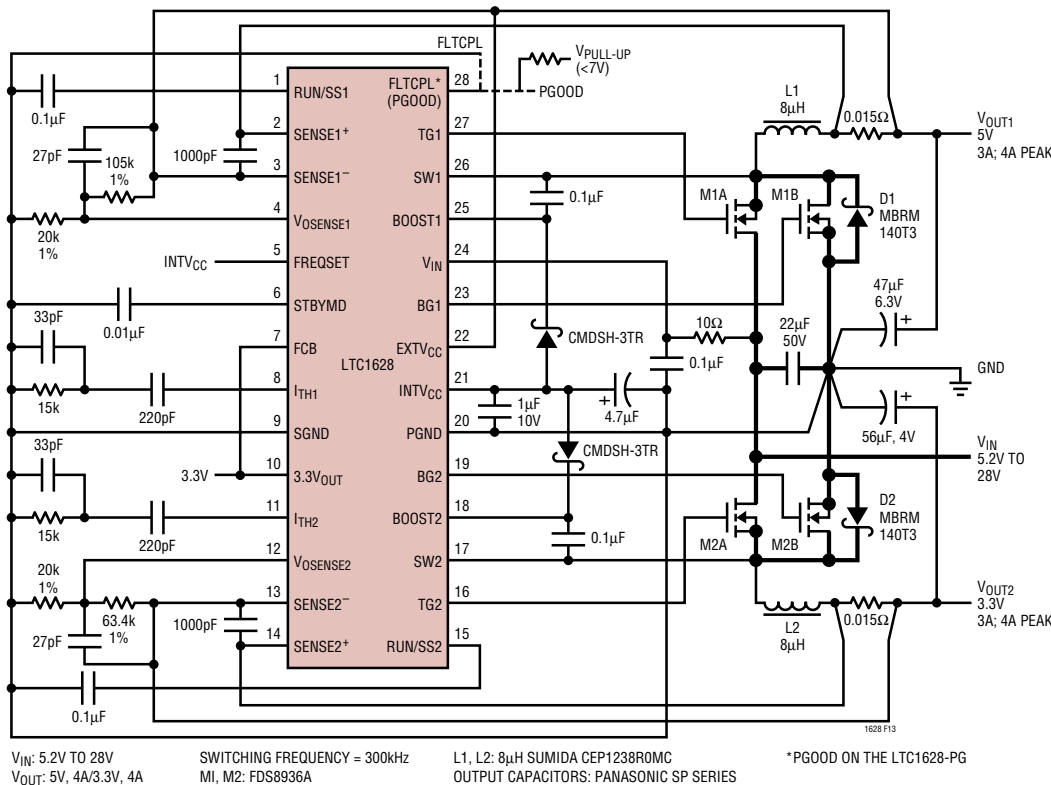 FLTCPL
VPULL-UP
(<7V)
PGOOD
1
RUN/SS1
FLTCPL*
(PGOOD)
28
0.1µF
2
SENSE1+
TG1
27
L1
8µH
0.015Ω
VOUT1
5V
3A; 4A PEAK
27pF
105k
1%
1000pF
3
SENSE1–
SW1
26
M1A
M1B
0.1µF
D1
MBRM
140T3
20k
1%
4
VOSENSE1
BOOST1
25
INTVCC
5
FREQSET
VIN
24
6
STBYMD
BG1
23
0.01µF
33pF
47µF
6.3V
7
FCB
EXTVCC
22
CMDSH-3TR
10Ω
0.1µF
22µF
50V
LTC1628
GND
8
ITH1
INTVCC
21
15k
220pF
1µF
10V
4.7µF
9
SGND
PGND
20
56µF, 4V
33pF
CMDSH-3TR
VIN
5.2V TO
28V
3.3V
10
3.3VOUT
BG2
19
11
ITH2
BOOST2
18
15k
220pF
0.1µF
M2A
M2B
D2
MBRM
140T3
12
VOSENSE2
SW2
17
20k
1%
13
SENSE2–
TG2
16
63.4k
1%
27pF
1000pF
14
SENSE2+
RUN/SS2
15
L2
8µH
0.015Ω
VOUT2
3.3V
3A; 4A PEAK
0.1µF
1628 F13
VIN: 5.2V TO 28V
VOUT: 5V, 4A/3.3V, 4A
SWITCHING FREQUENCY = 300kHz
MI, M2: FDS8936A
L1, L2: 8µH SUMIDA CEP1238R0MC
OUTPUT CAPACITORS: PANASONIC SP SERIES
*PGOOD ON THE LTC1628-PG